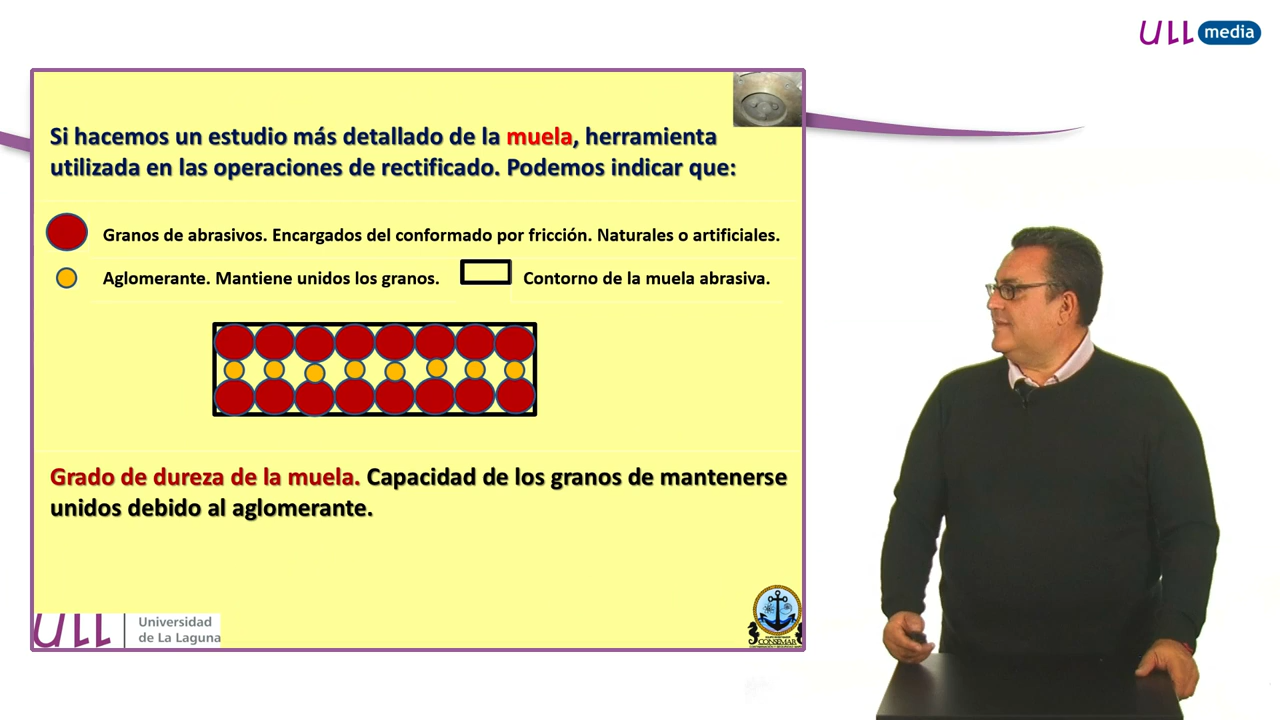 ULL media
Si hacemos un estudio más detallado de la muela, herramienta
utilizada en las operaciones de rectificado. Podemos indicar que:
Granos de abrasivos. Encargados del conformado por fricción. Naturales o artificiales.
Aglomerante. Mantiene unidos los granos.
Contorno de la muela abrasiva.
Grado de dureza de la muela. Capacidad de los granos de mantenerse
unidos debido al aglomerante.
ULL
Universidad
de La Laguna
CONSEMAR